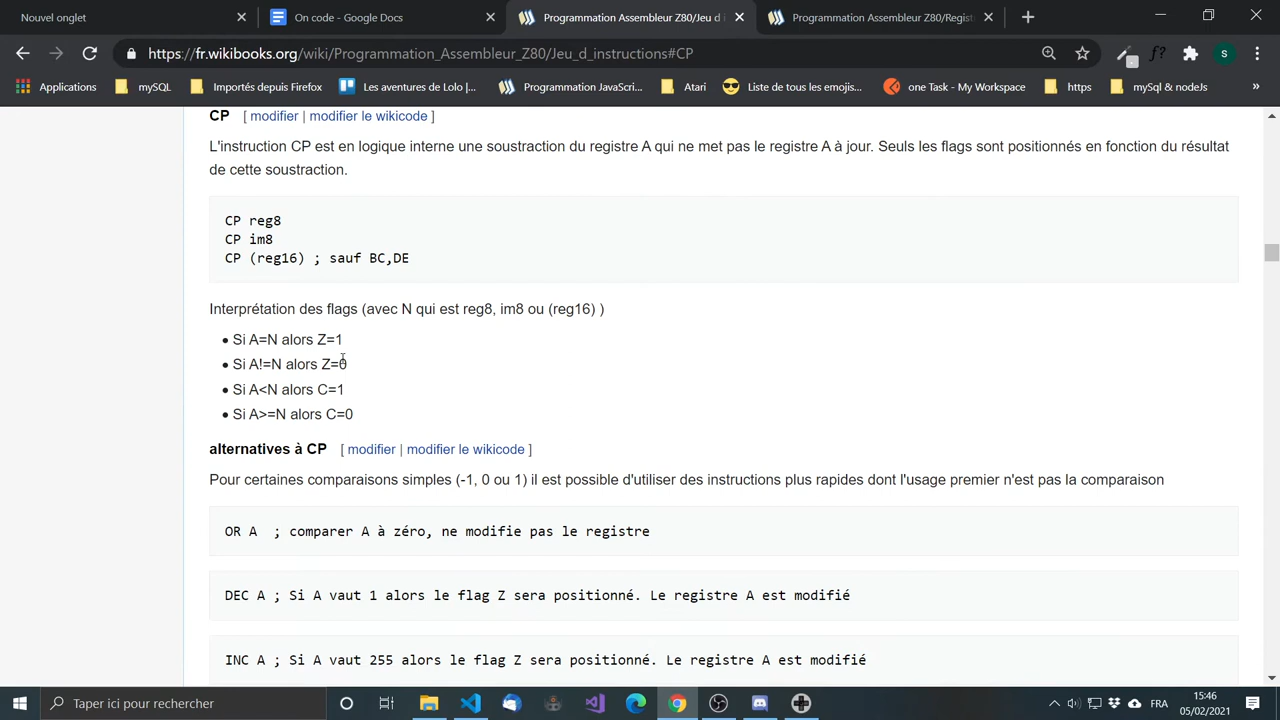 Nouvel onglet
On code - Google Docs
Programmation Assembleur Z80/Jeu d
Programmation Assembleur Z80/Regist
https://fr.wikibooks.org/wiki/Programmation_Assembleur_Z80/Jeu_d_instructions#CP
f?
s
Applications
mySQL
Importés depuis Firefox
Les aventures de Lolo |...
Programmation JavaScri...
Atari
Liste de tous les emojis...
one Task - My Workspace
https
mySql & nodeJs
»
CP [ modifier | modifier le wikicode ]
L'instruction CP est en logique interne une soustraction du registre A qui ne met pas le registre A à jour. Seuls les flags sont positionnés en fonction du résultat
de cette soustraction.
CP reg8
CP im8
CP (reg16) ; sauf BC,DE
Interprétation des flags (avec N qui est reg8, im8 ou (reg16) )
• Si A=N alors Z=1
• Si A!=N alors Z=0
• Si A<N alors C=1
• Si A>=N alors C=0
alternatives à CP [ modifier | modifier le wikicode ]
Pour certaines comparaisons simples (-1, 0 ou 1) il est possible d'utiliser des instructions plus rapides dont l'usage premier n'est pas la comparaison
OR A ; comparer A à zéro, ne modifie pas le registre
DEC A ; Si A vaut 1 alors le flag Z sera positionné. Le registre A est modifié
INC A ; Si A vaut 255 alors le flag Z sera positionné. Le registre A est modifié
Taper ici pour rechercher
FRA
15:46
05/02/2021